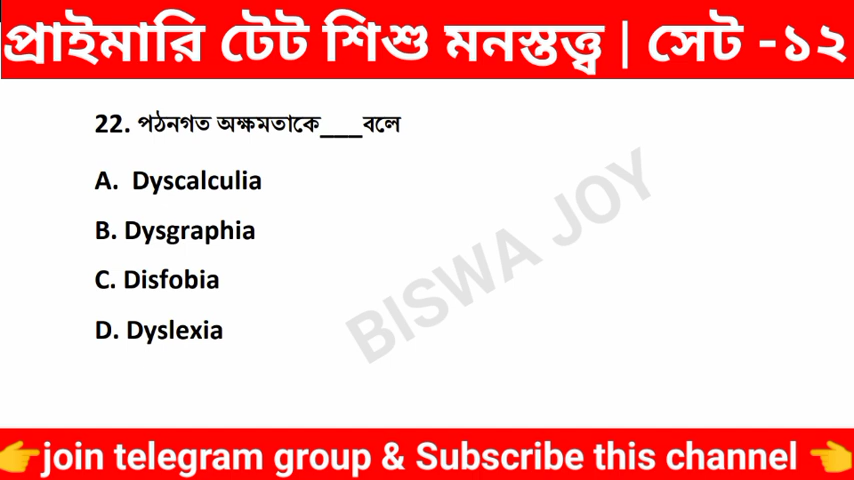 প্রাইমারি টেট শিশু মনস্তত্ত্ব | সেট -১২
22. পঠনগত অক্ষমতাকে___বলে
A. Dyscalculia
B. Dysgraphia
C. Disfobia
D. Dyslexia
BISWA JOY
👉join telegram group & Subscribe this channel 👈